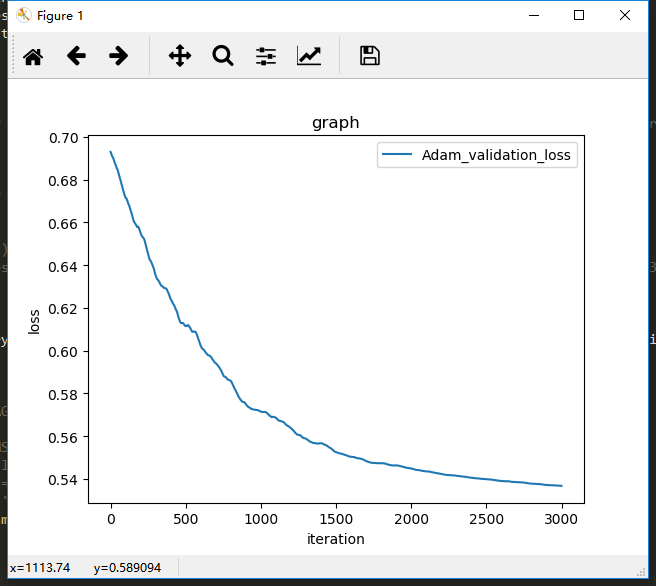 Figure 1
graph
Adam_validation_loss
0.70
0.68
0.66
0.64
0.62
0.60
0.58
0.56
0.54
loss
0 500 1000 1500 2000 2500 3000
iteration
x=1113.74 y=0.589094